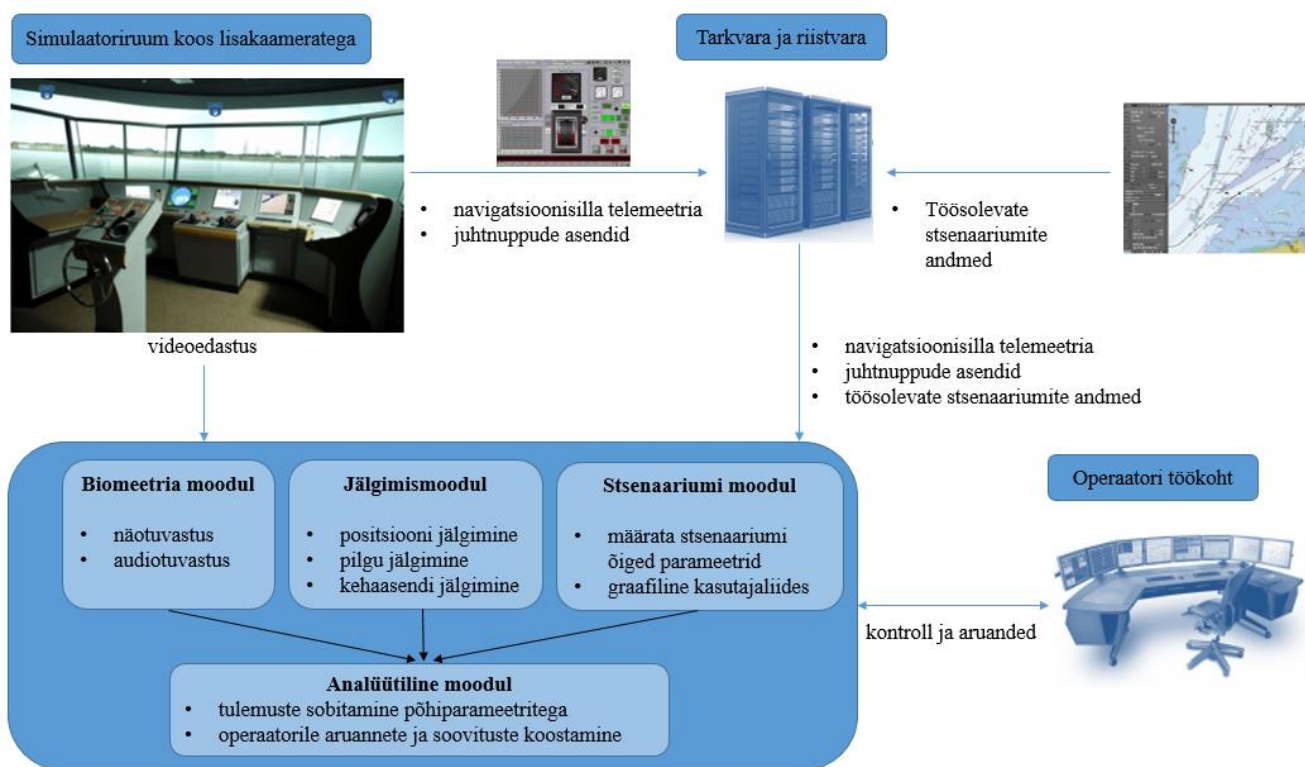 Simulaatoriruum koos lisakaameratega
Tarkvara ja riistvara
• navigatsioonisilla telemeetria
• juhtnuppude asendid
• Töösolevate
stsenaariumite
andmed
videoedastus
• navigatsioonisilla telemeetria
• juhtnuppude asendid
• töösolevate stsenaariumite andmed
Biomeetria moodul
• näotuvastus
• audiotuvastus
Jälgimismoodul
• positsiooni jälgimine
• pilgu jälgimine
• kehaasendi jälgimine
Stsenaariumi moodul
• määrata stsenaariumi
õiged parameetrid
• graafiline kasutajaliides
Operaatori töökoht
kontroll ja aruanded
Analüütiline moodul
• tulemuste sobitamine põhiparameetritega
• operaatorile aruannete ja soovituste koostamine